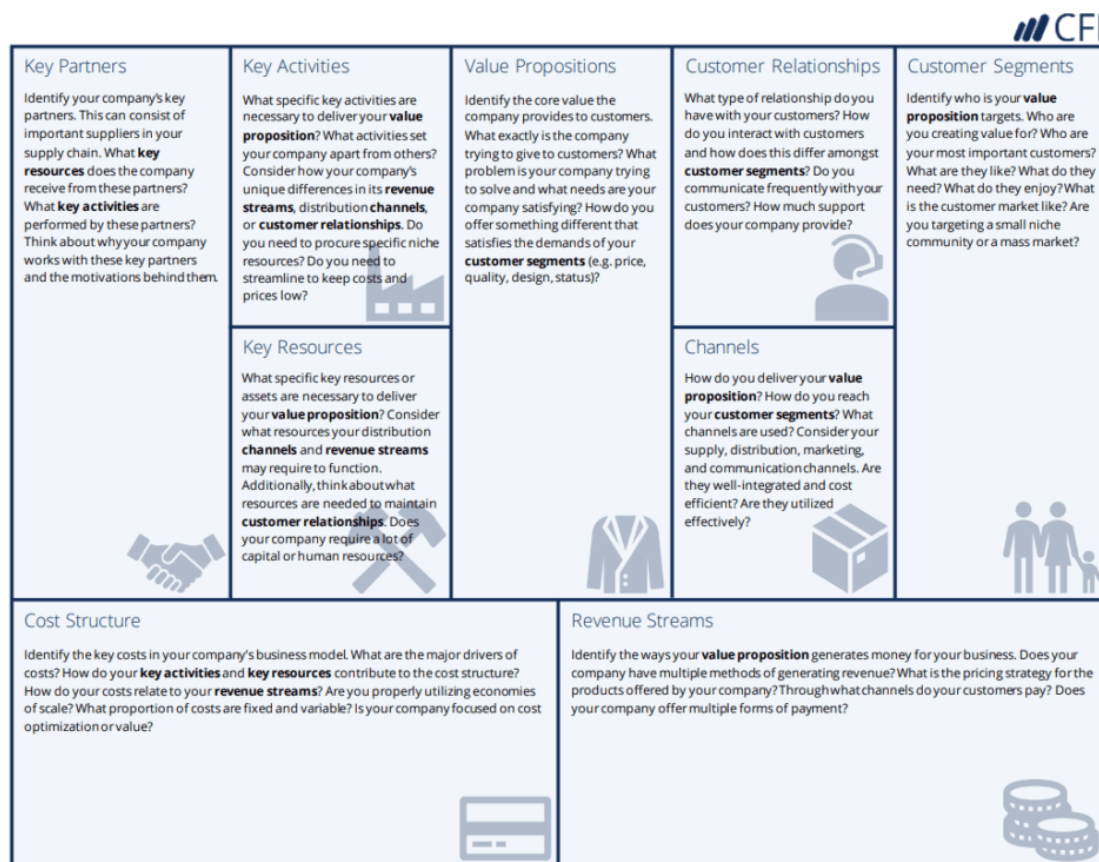 CFI
Key Partners
Identify your company's key
partners. This can consist of
important suppliers in your
supply chain. What key
resources does the company
receive from these partners?
What key activities are
performed by these partners?
Think about why your company
works with these key partners
and the motivations behind them.
Key Activities
What specific key activities are
necessary to deliver your value
proposition? What activities set
your company apart from others?
Consider how your company's
unique differences in its revenue
streams, distribution channels,
or customer relationships. Do
you need to procure specific niche
resources? Do you need to
streamline to keep costs and
prices low?
Key Resources
What specific key resources or
assets are necessary to deliver
your value proposition? Consider
what resources your distribution
channels and revenue streams
may require to function.
Additionally, think about what
resources are needed to maintain
customer relationships. Does
your company require a lot of
capital or human resources?
Value Propositions
Identify the core value the
company provides to customers.
What exactly is the company
trying to give to customers? What
problem is your company trying
to solve and what needs are your
company satisfying? How do you
offer something different that
satisfies the demands of your
customer segments (e.g. price,
quality, design, status)?
Customer Relationships
What type of relationship do you
have with your customers? How
do you interact with customers
and how does this differ amongst
customer segments? Do you
communicate frequently with your
customers? How much support
does your company provide?
Channels
How do you deliver your value
proposition? How do you reach
your customer segments? What
channels are used? Consider your
supply, distribution, marketing,
and communication channels. Are
they well-integrated and cost
efficient? Are they utilized
effectively?
Customer Segments
Identify who is your value
proposition targets. Who are
you creating value for? Who are
your most important customers?
What are they like? What do they
need? What do they enjoy? What
is the customer market like? Are
you targeting a small niche
community or a mass market?
Cost Structure
Identify the key costs in your company's business model. What are the major drivers of
costs? How do your key activities and key resources contribute to the cost structure?
How do your costs relate to your revenue streams? Are you properly utilizing economies
of scale? What proportion of costs are fixed and variable? Is your company focused on cost
optimization or value?
Revenue Streams
Identify the ways your value proposition generates money for your business. Does your
company have multiple methods of generating revenue? What is the pricing strategy for the
products offered by your company? Through what channels do your customers pay? Does
your company offer multiple forms of payment?